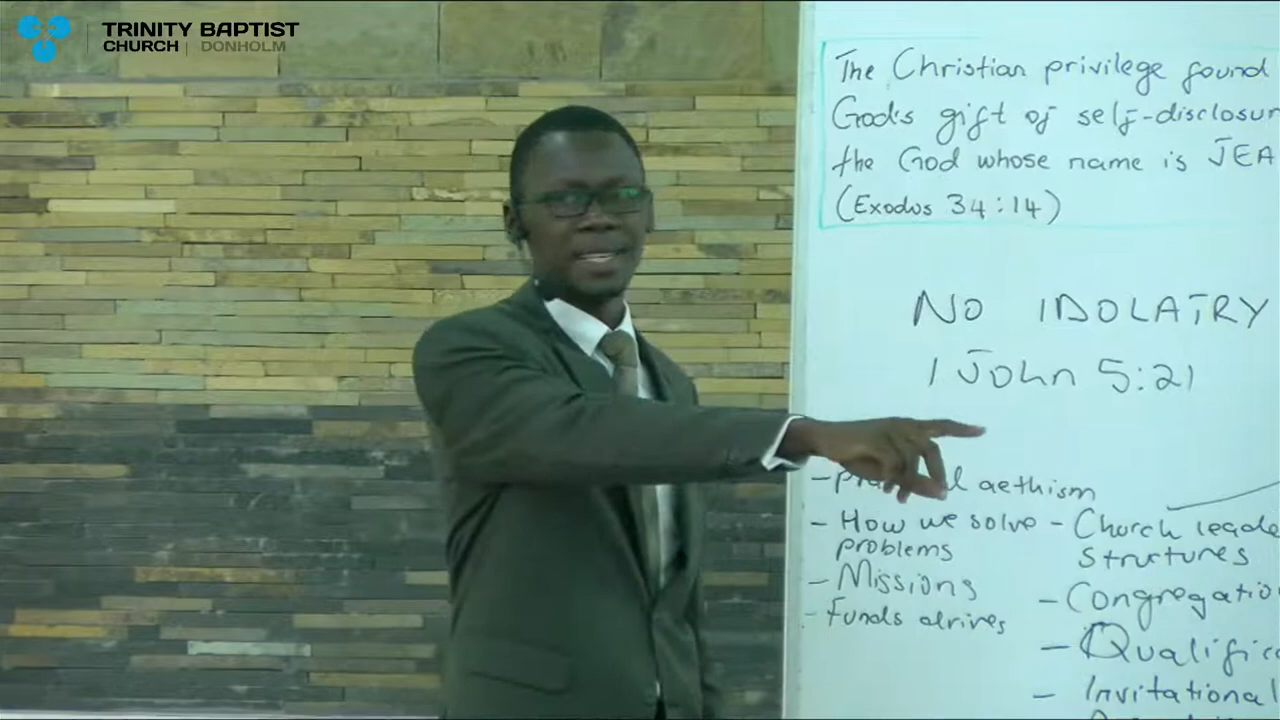 TRINITY BAPTIST
CHURCH | DONHOLM
The Christian privilege found
God's gift of self-disclosur
the God whose name is JEA
(Exodus 34:14)
NO IDOLATRY
1 John 5:21
- aethism
- How we solve
problems
- Missions
- Funds drives
- Church leade
structures
- Congregatio
- Qualific
- Invitational